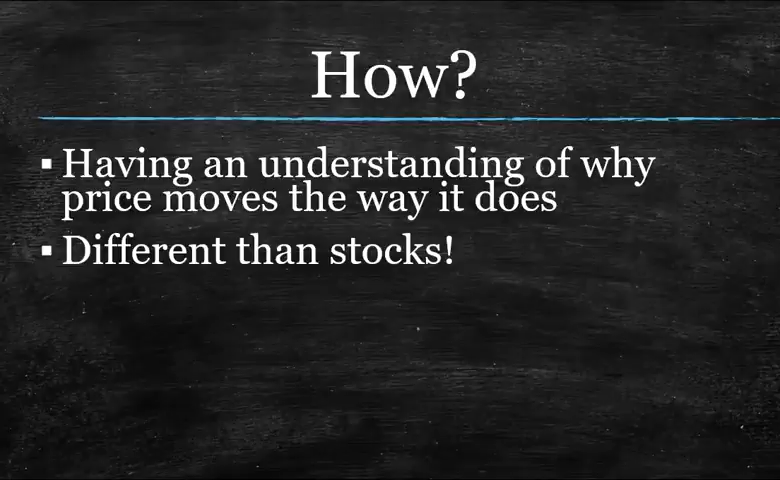 How?
▪ Having an understanding of why
price moves the way it does
▪ Different than stocks!